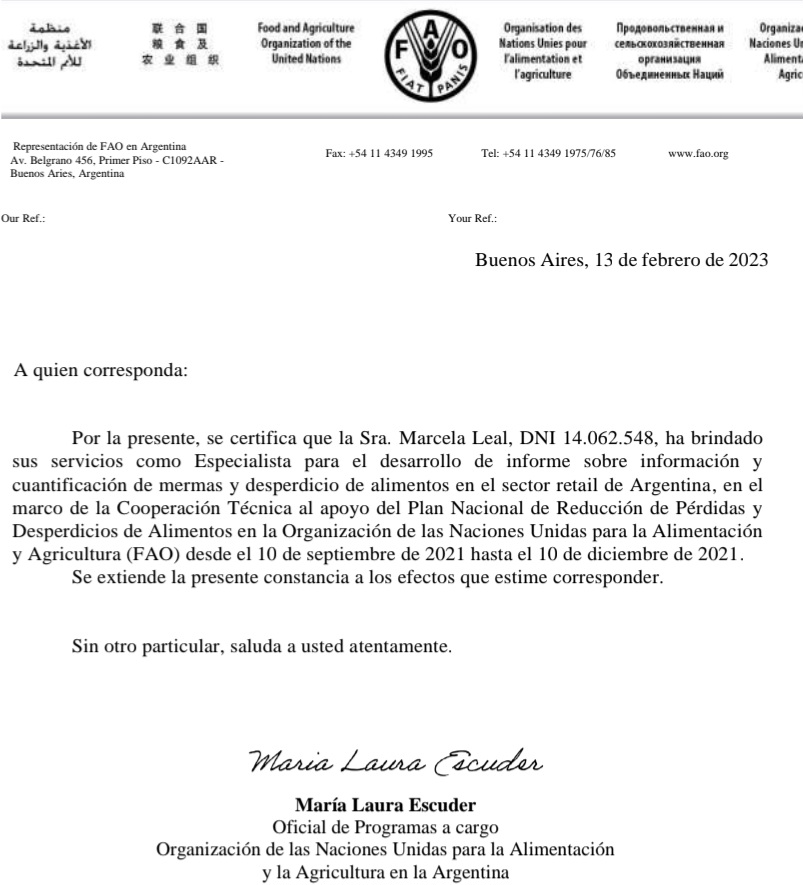 منظمة
الأغذية والزراعة
للأمم المتحدة
联合国
粮食及
农业组织
Food and Agriculture
Organization of the
United Nations
F A O
FIAT PANIS
Organisation des
Nations Unies pour
l'alimentation et
l'agriculture
Продовольственная и
сельскохозяйственная
организация
Объединенных Наций
Organiza
Naciones Un
Aliment
Agric
Representación de FAO en Argentina
Av. Belgrano 456, Primer Piso - C1092AAR -
Buenos Aries, Argentina
Fax: +54 11 4349 1995
Tel: +54 11 4349 1975/76/85
www.fao.org
Our Ref.:
Your Ref.:
Buenos Aires, 13 de febrero de 2023
A quien corresponda:
Por la presente, se certifica que la Sra. Marcela Leal, DNI 14.062.548, ha brindado
sus servicios como Especialista para el desarrollo de informe sobre información y
cuantificación de mermas y desperdicio de alimentos en el sector retail de Argentina, en el
marco de la Cooperación Técnica al apoyo del Plan Nacional de Reducción de Pérdidas y
Desperdicios de Alimentos en la Organización de las Naciones Unidas para la Alimentación
y Agricultura (FAO) desde el 10 de septiembre de 2021 hasta el 10 de diciembre de 2021.
Se extiende la presente constancia a los efectos que estime corresponder.
Sin otro particular, saluda a usted atentamente.
Maria Laura Escuder
María Laura Escuder
Oficial de Programas a cargo
Organización de las Naciones Unidas para la Alimentación
y la Agricultura en la Argentina